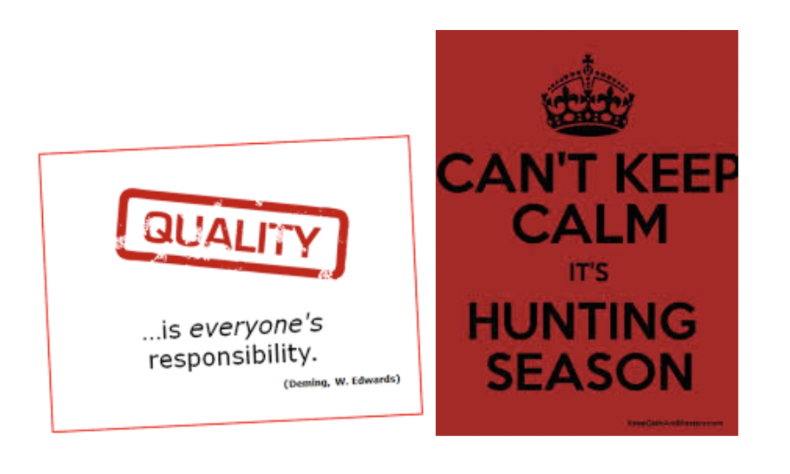 QUALITY
...is everyone's
responsibility.
(Deming, W. Edwards)
CAN'T KEEP
CALM
IT'S
HUNTING
SEASON